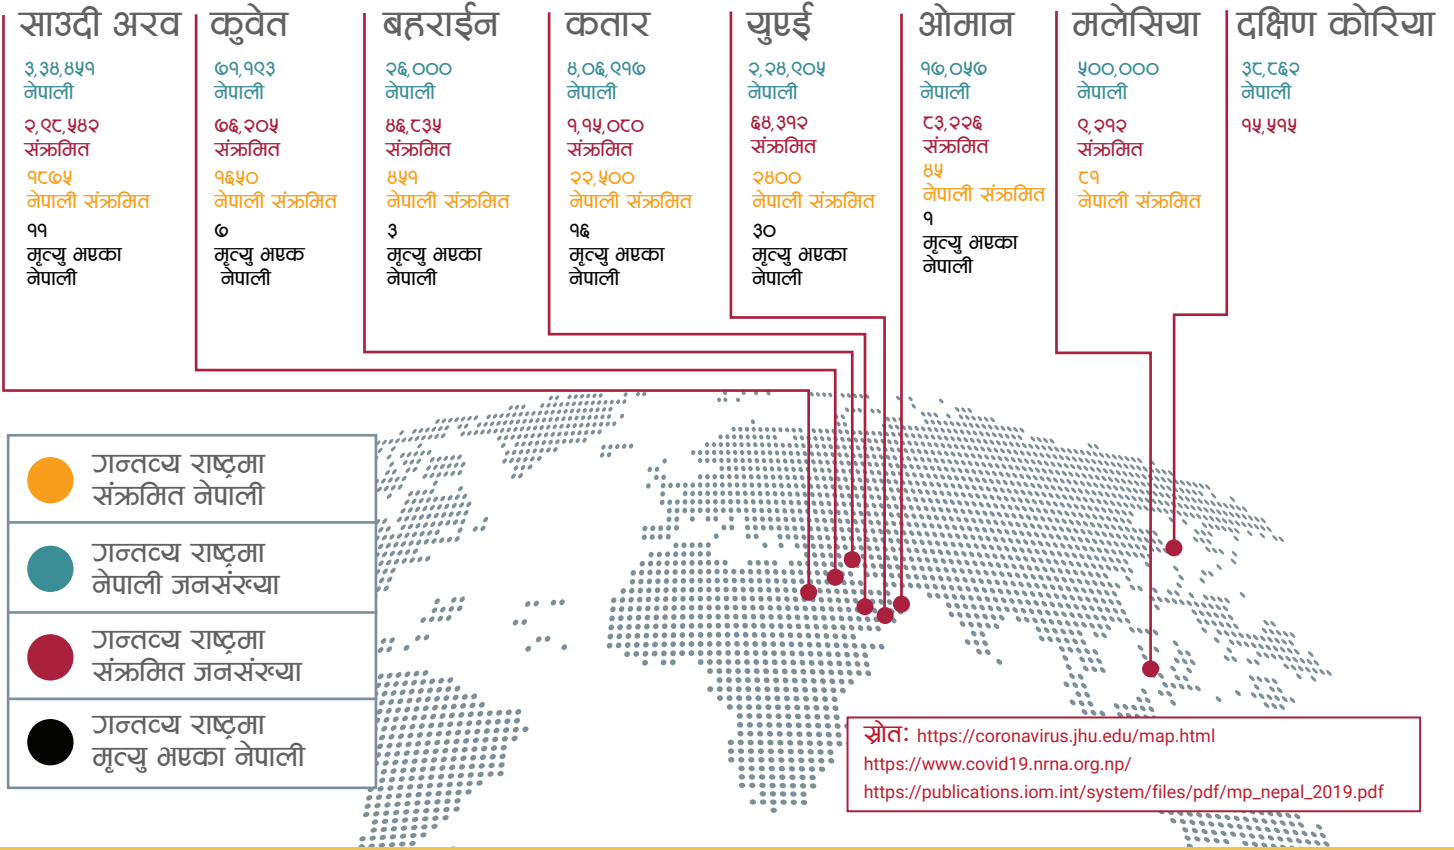 साउदी अरव
३,३४,४५१
नेपाली
२,९८,५४२
संक्रमित
१८७५
नेपाली संक्रमित
११
मृत्यु भएका
नेपाली
कुवेत
७१,१९३
नेपाली
७६,२०५
संक्रमित
१६५०
नेपाली संक्रमित
७
मृत्यु भएक
नेपाली
बहराईन
२६,०००
नेपाली
४६,८३५
संक्रमित
४५१
नेपाली संक्रमित
३
मृत्यु भएका
नेपाली
कतार
४,०६,९१७
नेपाली
१,१५,०८०
संक्रमित
२२,५००
नेपाली संक्रमित
१६
मृत्यु भएका
नेपाली
युएई
२,२४,९०५
नेपाली
६४,३१२
संक्रमित
२४००
नेपाली संक्रमित
३०
मृत्यु भएका
नेपाली
ओमान
१७,०५७
नेपाली
८३,२२६
संक्रमित
४५
नेपाली संक्रमित
१
मृत्यु भएका
नेपाली
मलेसिया
५००,०००
नेपाली
९,२१२
संक्रमित
८१
नेपाली संक्रमित
दक्षिण कोरिया
३८,८६२
नेपाली
१५,५१५
गन्तव्य राष्ट्रमा
संक्रमित नेपाली
गन्तव्य राष्ट्रमा
नेपाली जनसंख्या
गन्तव्य राष्ट्रमा
संक्रमित जनसंख्या
गन्तव्य राष्ट्रमा
मृत्यु भएका नेपाली
स्रोत: https://coronavirus.jhu.edu/map.html
https://www.covid19.nrna.org.np/
https://publications.iom.int/system/files/pdf/mp_nepal_2019.pdf